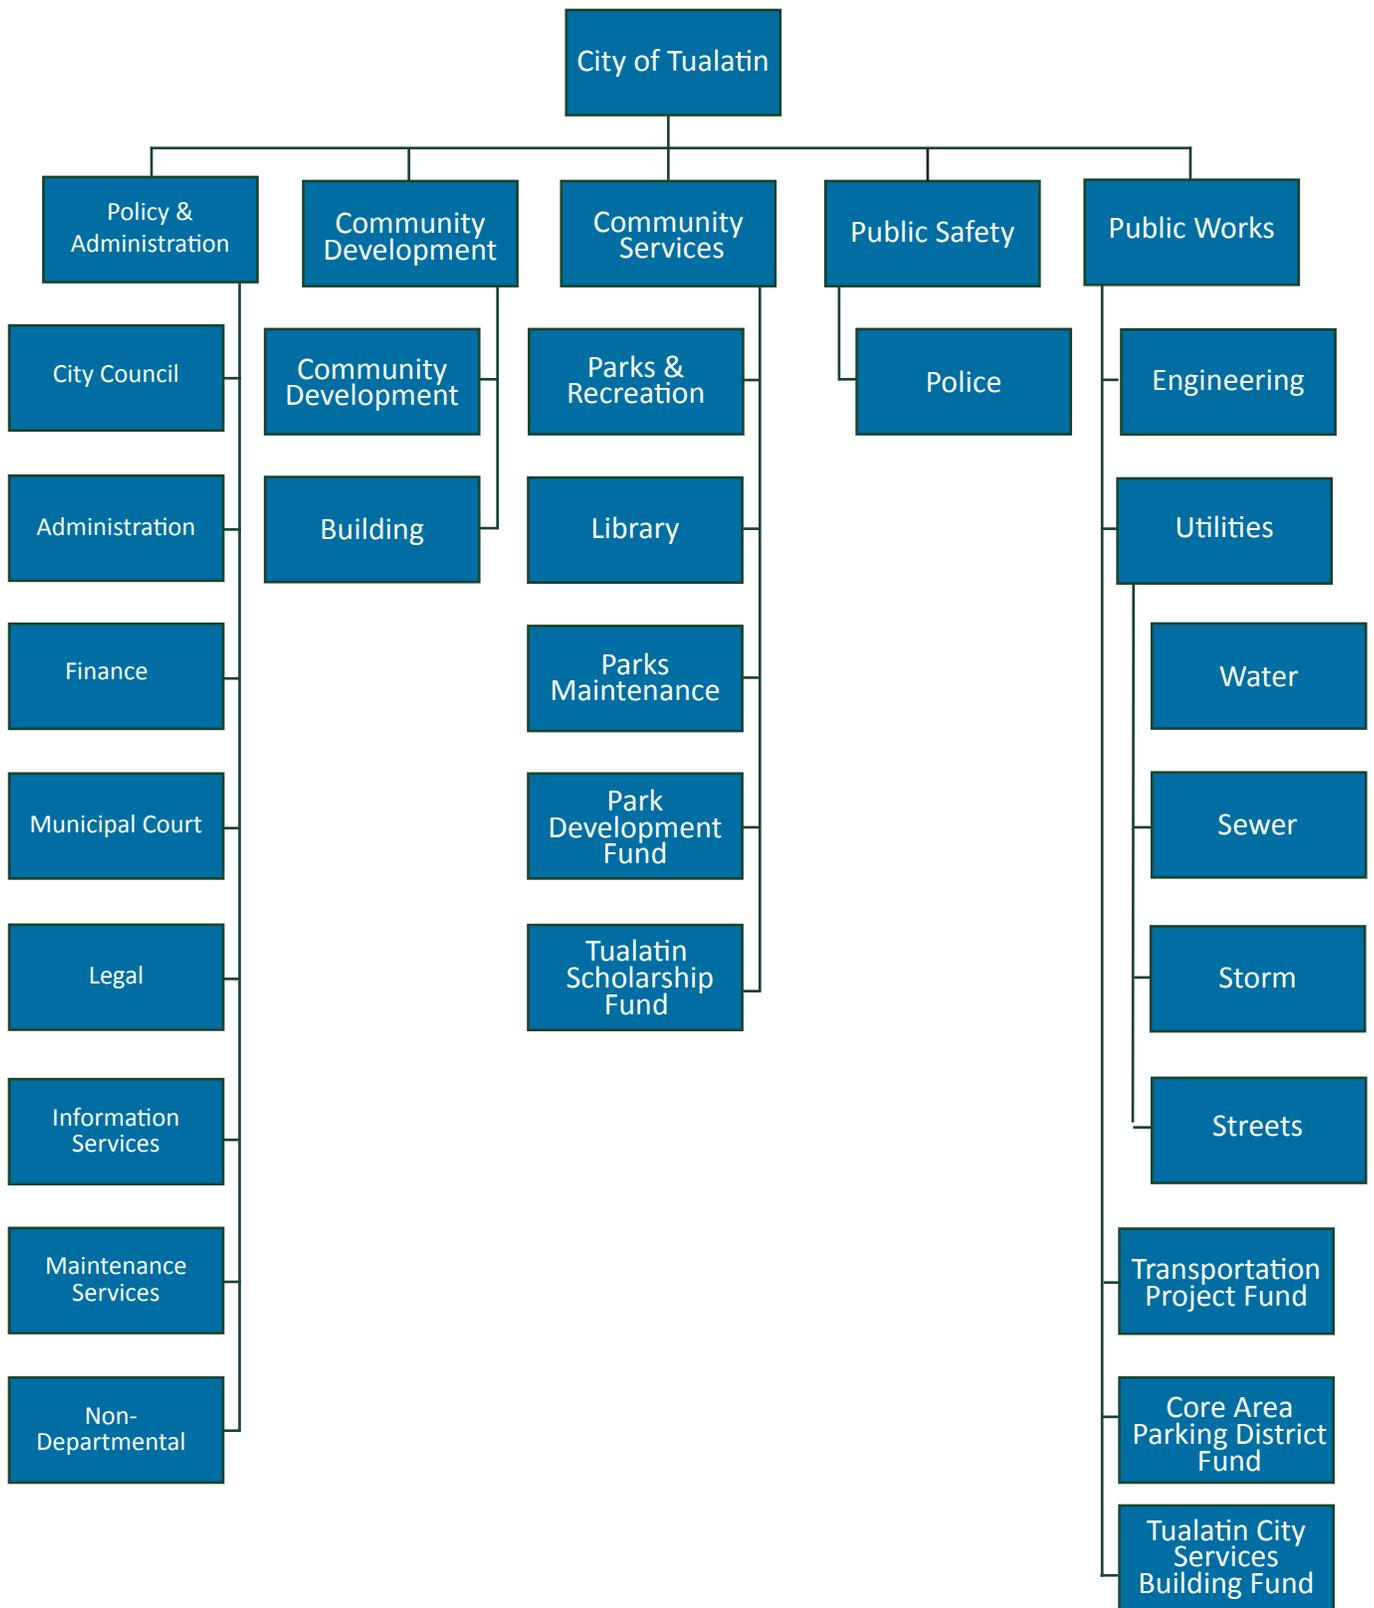 City of Tualatin
Policy &
Administration
Community
Development
Community
Services
Public Safety
Public Works
City Council
Administration
Finance
Municipal Court
Legal
Information
Services
Maintenance
Services
Non-
Departmental
Community
Development
Building
Parks &
Recreation
Library
Parks
Maintenance
Park
Development
Fund
Tualatin
Scholarship
Fund
Police
Engineering
Utilities
Water
Sewer
Storm
Streets
Transportation
Project Fund
Core Area
Parking District
Fund
Tualatin City
Services
Building Fund